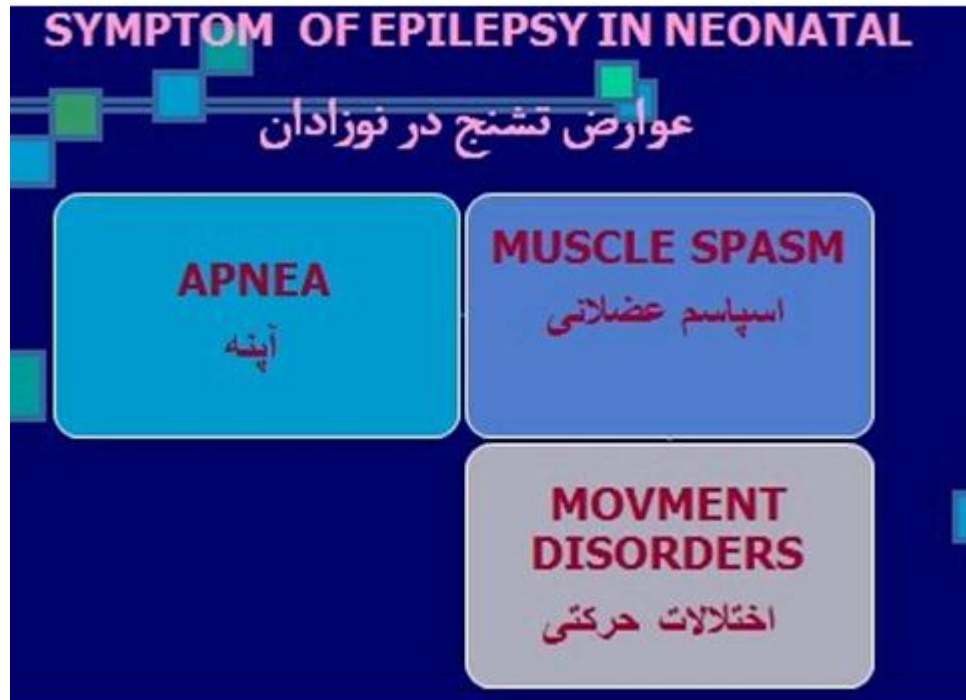 SYMPTOM OF EPILEPSY IN NEONATAL
عوارض تشنج در نوزادان
APNEA
آپنه
MUSCLE SPASM
اسپاسم عضلانی
MOVMENT
DISORDERS
اختلالات حرکتی